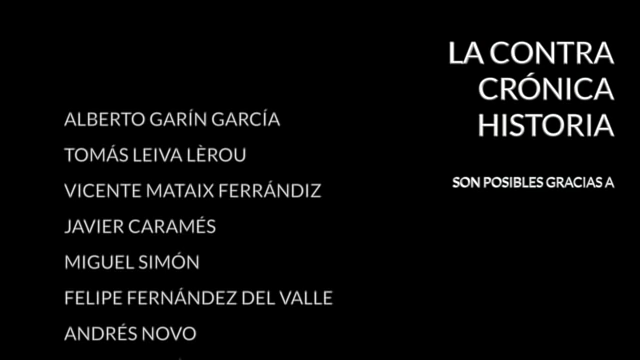 LA CONTRA
CRÓNICA
HISTORIA
SON POSIBLES GRACIAS A
ALBERTO GARÍN GARCÍA
TOMÁS LEIVA LÈROU
VICENTE MATAIX FERRÁNDIZ
JAVIER CARAMÉS
MIGUEL SIMÓN
FELIPE FERNÁNDEZ DEL VALLE
ANDRÉS NOVO